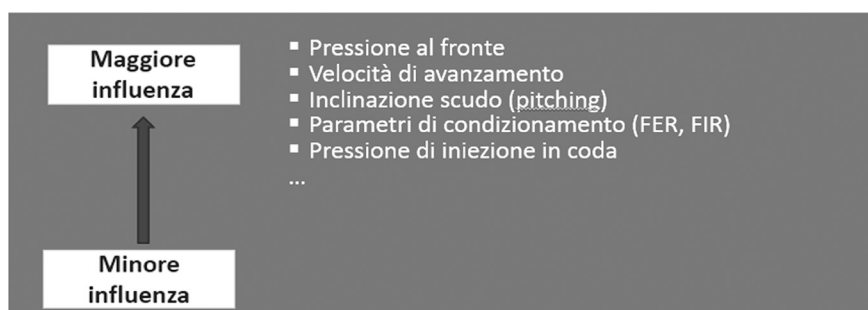 Maggiore
influenza
▪ Pressione al fronte
▪ Velocità di avanzamento
▪ Inclinazione scudo (pitching)
▪ Parametri di condizionamento (FER, FIR)
▪ Pressione di iniezione in coda
...
Minore
influenza